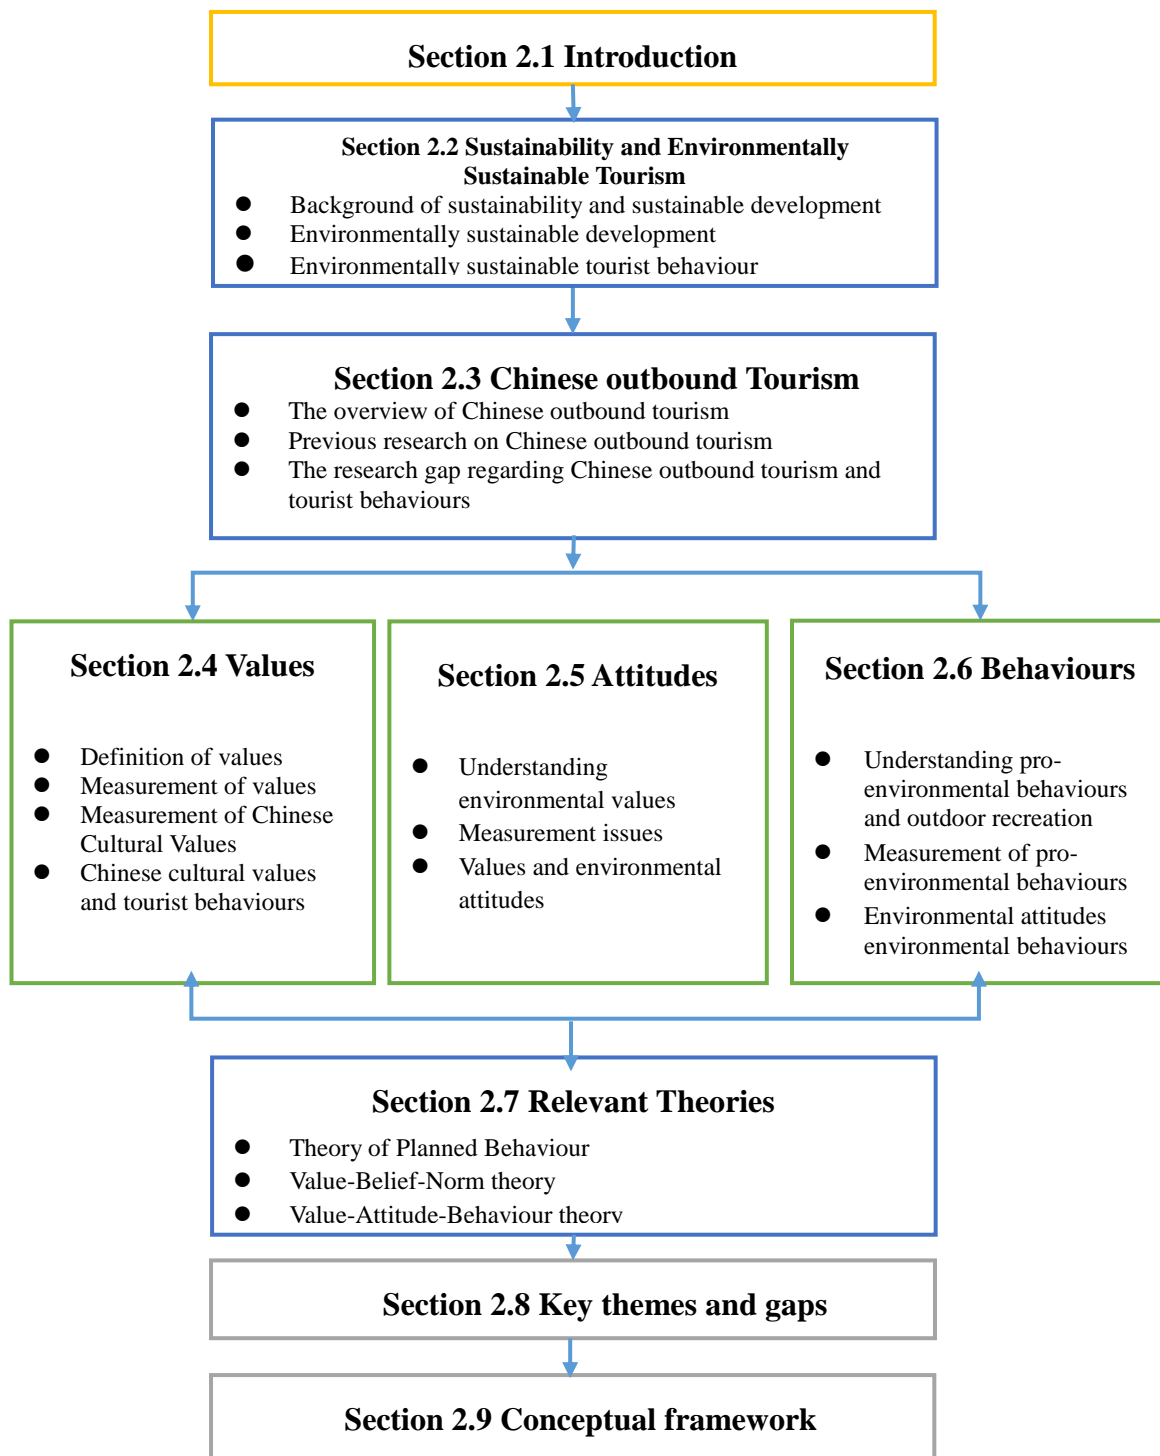 Section 2.1 Introduction
Section 2.2 Sustainability and Environmentally
Sustainable Tourism
● Background of sustainability and sustainable development
● Environmentally sustainable development
● Environmentally sustainable tourist behaviour
Section 2.3 Chinese outbound Tourism
● The overview of Chinese outbound tourism
● Previous research on Chinese outbound tourism
● The research gap regarding Chinese outbound tourism and
tourist behaviours
Section 2.4 Values
● Definition of values
● Measurement of values
● Measurement of Chinese
Cultural Values
● Chinese cultural values
and tourist behaviours
Section 2.5 Attitudes
● Understanding
environmental values
● Measurement issues
● Values and environmental
attitudes
Section 2.6 Behaviours
● Understanding pro-
environmental behaviours
and outdoor recreation
● Measurement of pro-
environmental behaviours
● Environmental attitudes
environmental behaviours
Section 2.7 Relevant Theories
● Theory of Planned Behaviour
● Value-Belief-Norm theory
● Value-Attitude-Behaviour theory
Section 2.8 Key themes and gaps
Section 2.9 Conceptual framework